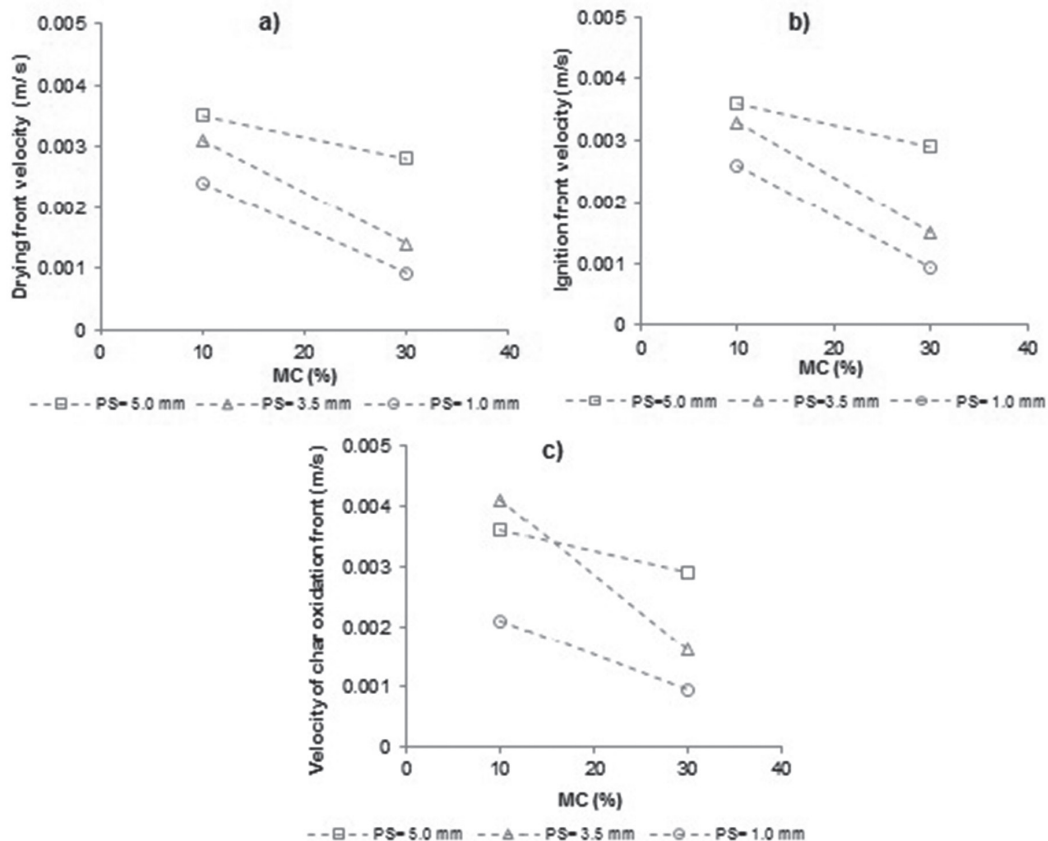 a)
Drying front velocity (m/s)
0.005
0.004
0.003
0.002
0.001
0
0 10 20 30 40
MC (%)
PS= 5.0 mm PS= 3.5 mm PS= 1.0 mm
b)
Ignition front velocity (m/s)
0.005
0.004
0.003
0.002
0.001
0
0 10 20 30 40
MC (%)
PS=5.0 mm PS= 3.5 mm PS= 1.0 mm
c)
Velocity of char oxidation front (m/s)
0.005
0.004
0.003
0.002
0.001
0
0 10 20 30 40
MC (%)
PS= 5.0 mm PS= 3.5 mm PS= 1.0 mm